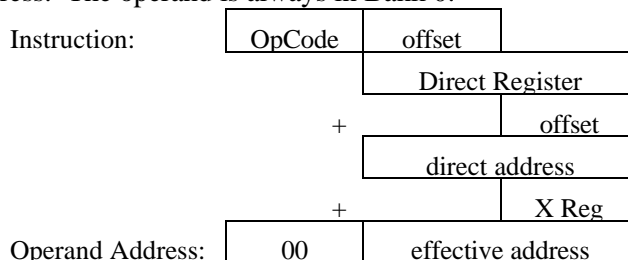 ress. The operand is always in Bank 0.
Instruction: OpCode offset
Direct Register
+ offset
direct address
+ X Reg
Operand Address: 00 effective address